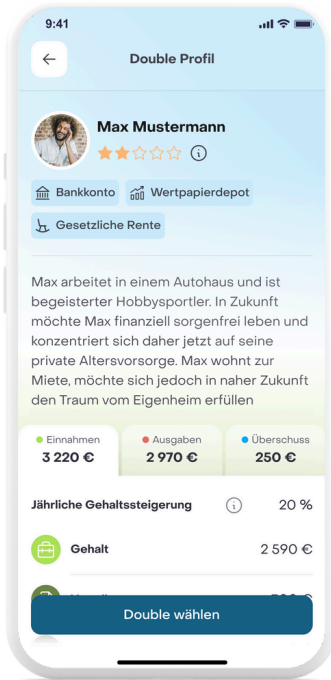 9:41
Double Profil
Max Mustermann
Bankkonto Wertpapierdepot
Gesetzliche Rente
Max arbeitet in einem Autohaus und ist
begeisterter Hobbysportler. In Zukunft
möchte Max finanziell sorgenfrei leben und
konzentriert sich daher jetzt auf seine
private Altersvorsorge. Max wohnt zur
Miete, möchte sich jedoch in naher Zukunft
den Traum vom Eigenheim erfüllen
Einnahmen Ausgaben Überschuss
3 220 € 2 970 € 250 €
Jährliche Gehaltssteigerung 20 %
Gehalt 2 590 €
Double wählen